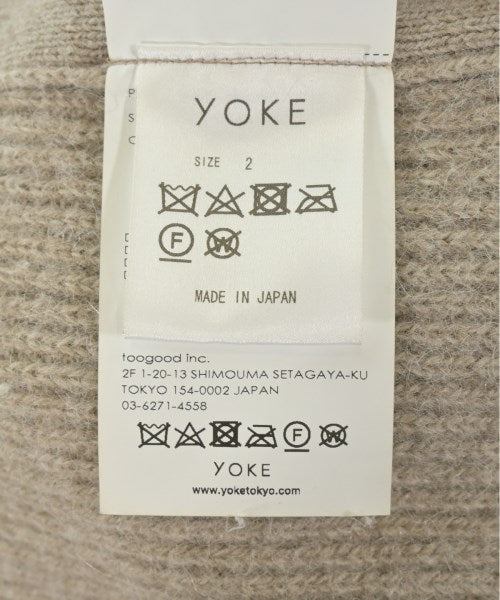 YOKE
SIZE 2
F W
MADE IN JAPAN
toogood inc.
2F 1-20-13 SHIMOUMA SETAGAYA-KU
TOKYO 154-0002 JAPAN
03-6271-4558
F W
YOKE
www.yoketokyo.com